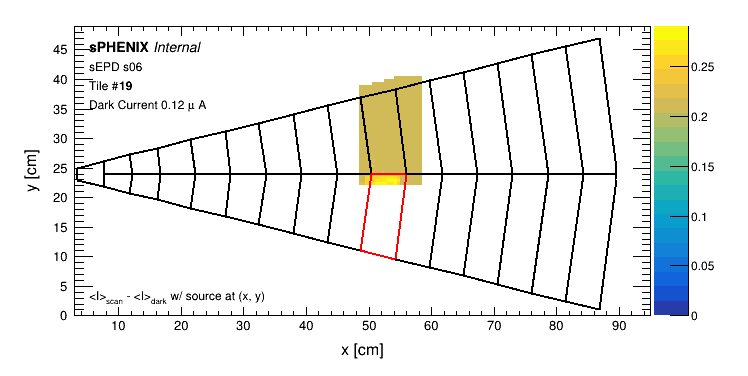 sPHENIX Internal
sEPD s06
Tile #19
Dark Current 0.12 μ A
<I>scan - <I>dark w/ source at (x, y)
y [cm]
45
40
35
30
25
20
15
10
5
0
10 20 30 40 50 60 70 80 90
x [cm]
0.25
0.2
0.15
0.1
0.05
0